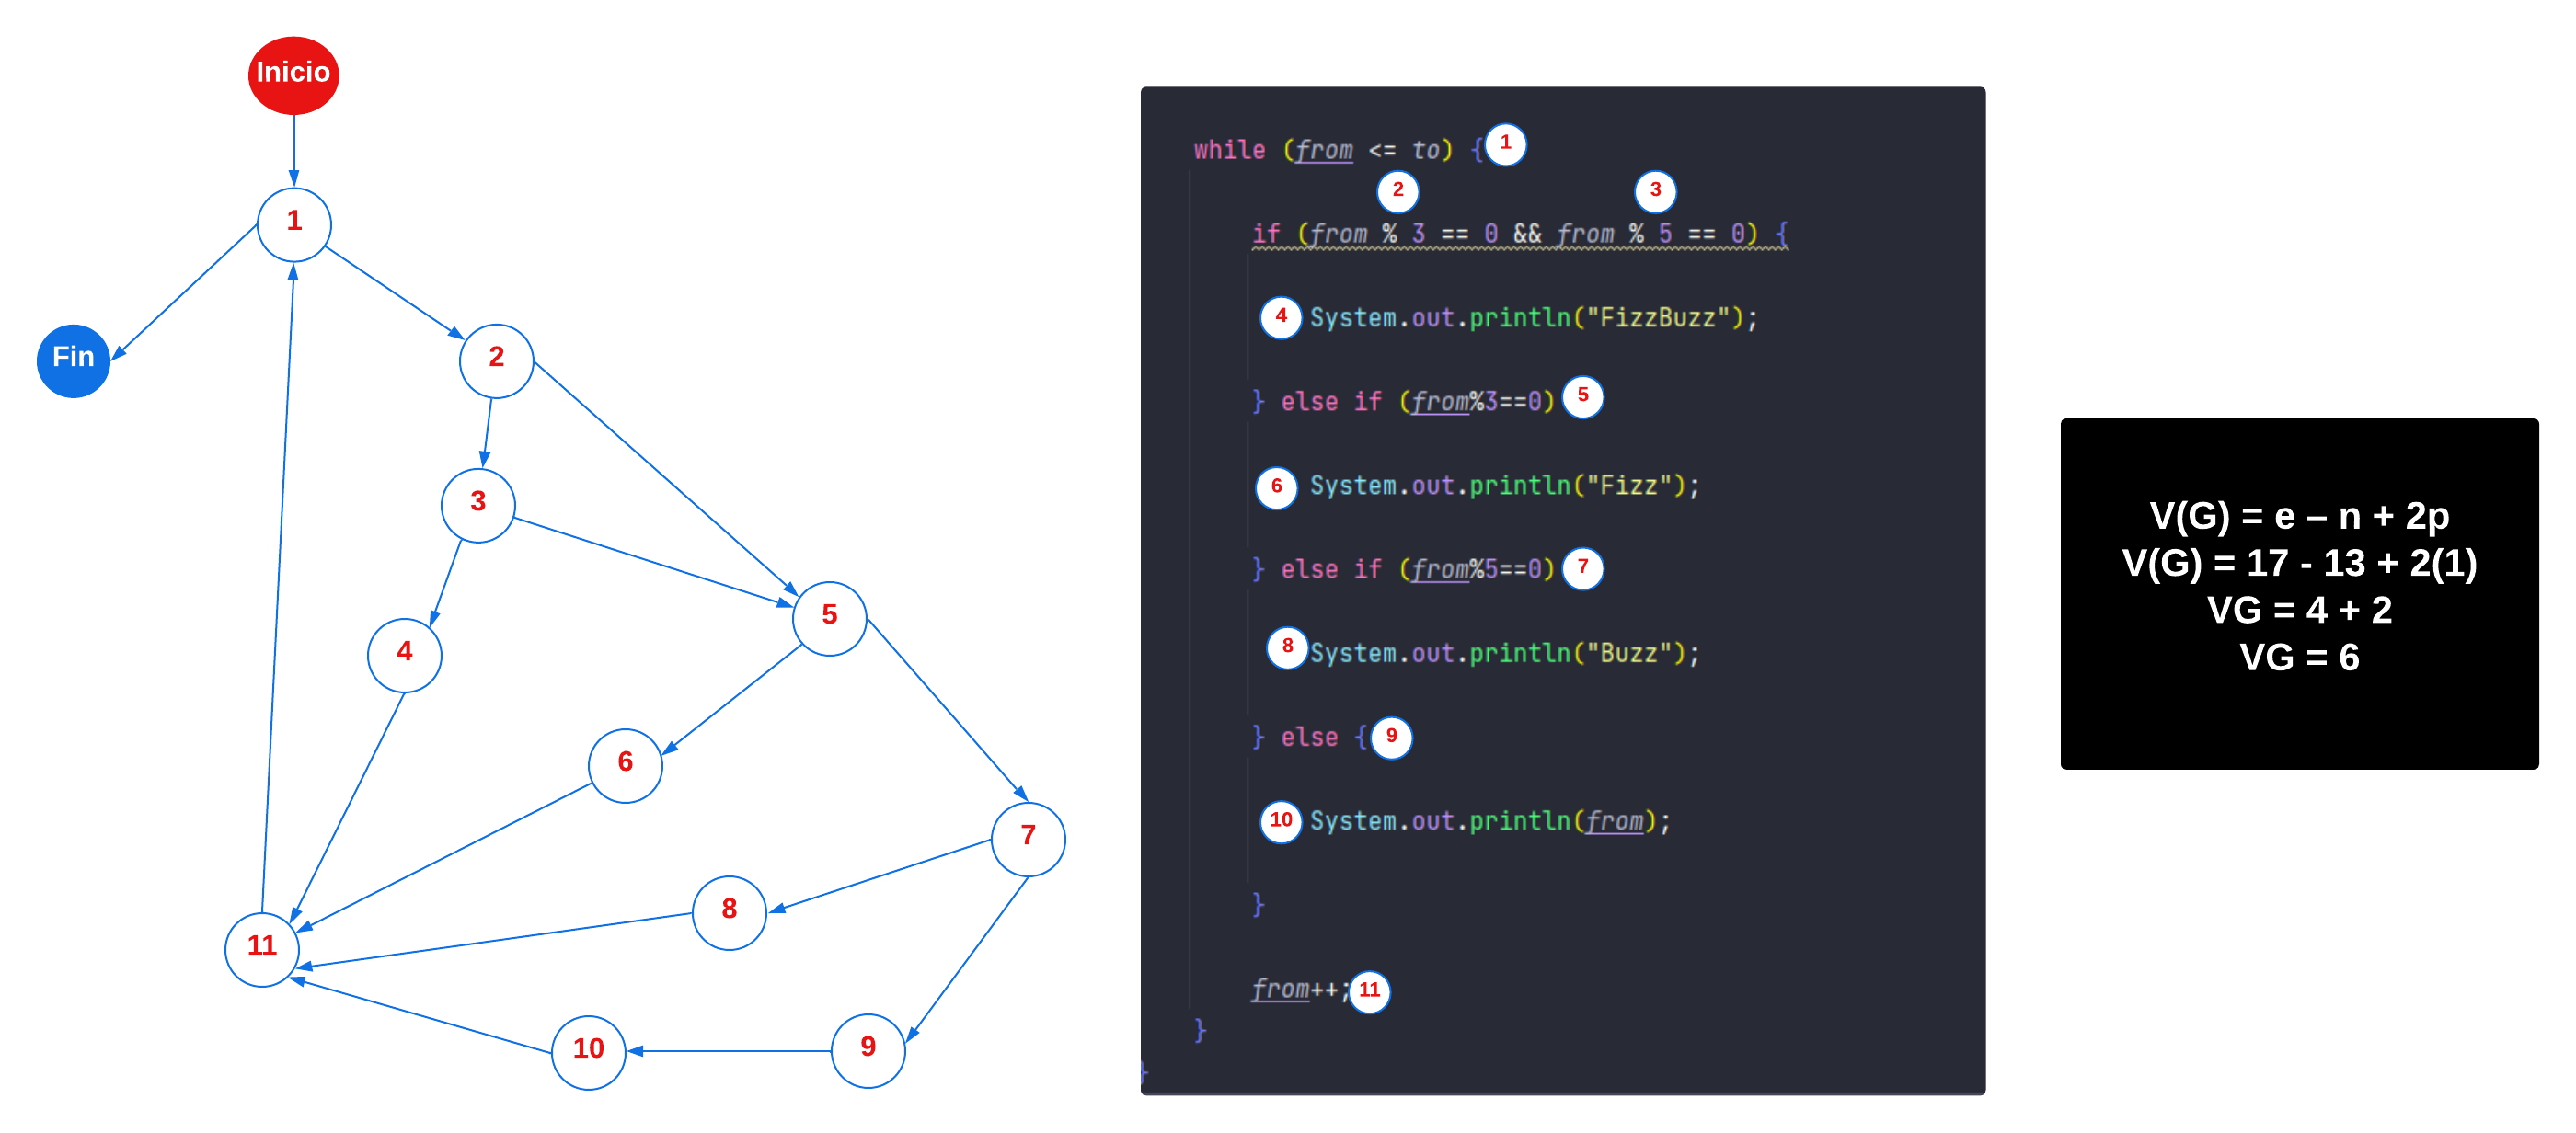 Inicio
1
Fin
2
3
5
4
6
7
8
11
10
9
while (from <= to) { 1
2 3
if (from % 3 == 0 && from % 5 == 0) {
4 System.out.println("FizzBuzz");
} else if (from%3==0) 5
6 System.out.println("Fizz");
} else if (from%5==0) 7
8 System.out.println("Buzz");
} else { 9
10 System.out.println(from);
}
from++; 11
}
}
V(G) = e – n + 2p
V(G) = 17 - 13 + 2(1)
VG = 4 + 2
VG = 6